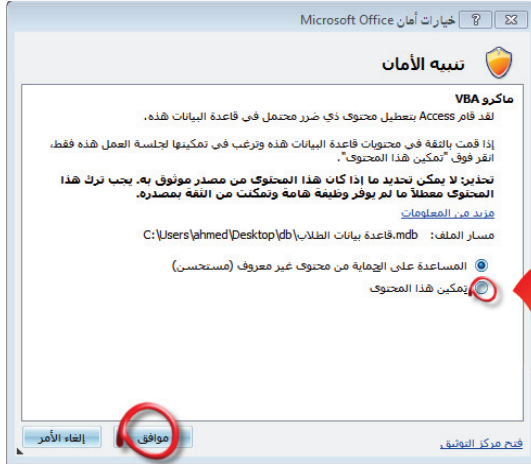 خيارات أمان Microsoft Office
تنبيه الأمان
ماكرو VBA
لقد قام Access بتعطيل محتوى ذي ضرر محتمل في قاعدة البيانات هذه.
إذا قمت بالثقة في محتويات قاعدة البيانات هذه وترغب في تمكينها لجلسة العمل هذه فقط،
انقر فوق "تمكين هذا المحتوى".
تحذير: لا يمكن تحديد ما إذا كان هذا المحتوى من مصدر موثوق به. يجب ترك هذا
المحتوى معطلاً ما لم يوفر وظيفة هامة وتمكنت من الثقة بمصدره.
مزيد من المعلومات
مسار الملف: C:\Users\ahmed\Desktop\db\قاعدة بيانات الطلاب.mdb
المساعدة على الحماية من محتوى غير معروف (مستحسن)
تمكين هذا المحتوى
فتح مركز التوثيق
موافق
إلغاء الأمر